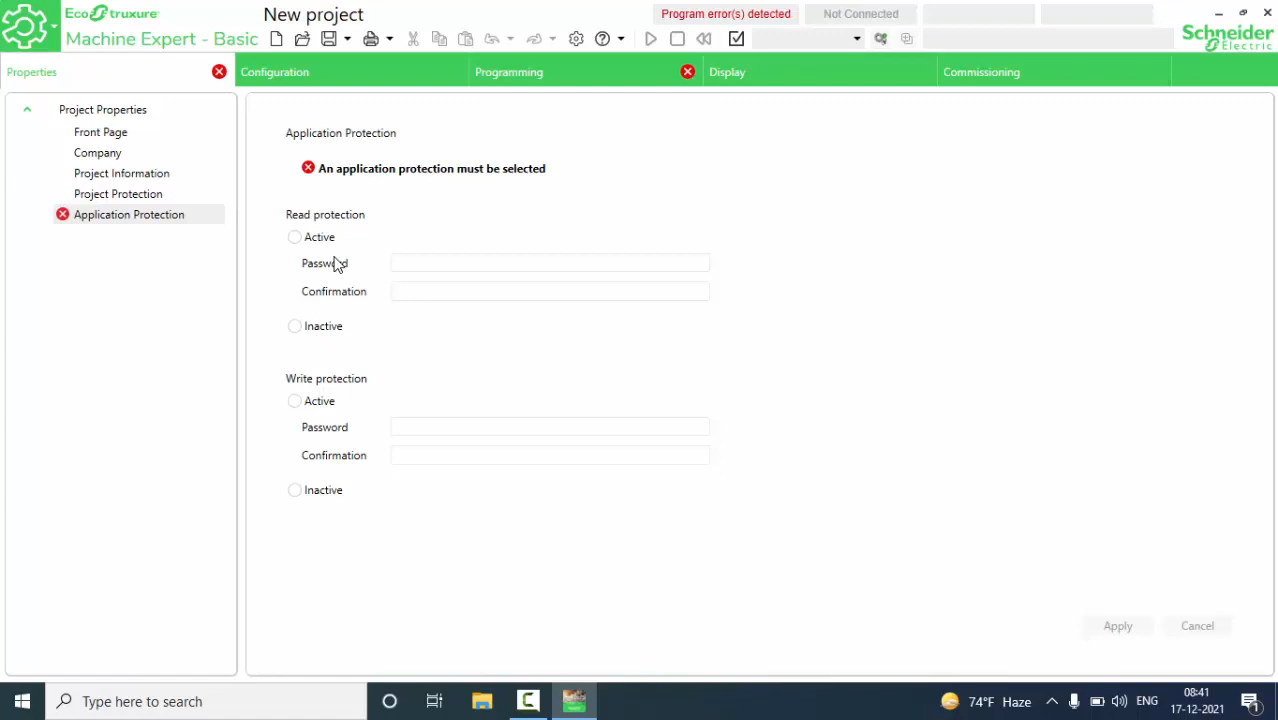 EcoStruxure
New project
Program error(s) detected
Not Connected
Machine Expert - Basic
Schneider
Electric
Properties
Configuration
Programming
Display
Commissioning
Project Properties
Front Page
Company
Project Information
Project Protection
Application Protection
Application Protection
An application protection must be selected
Read protection
Active
Password
Confirmation
Inactive
Write protection
Active
Password
Confirmation
Inactive
Apply
Cancel
Type here to search
74°F Haze
ENG
08:41
17-12-2021
1